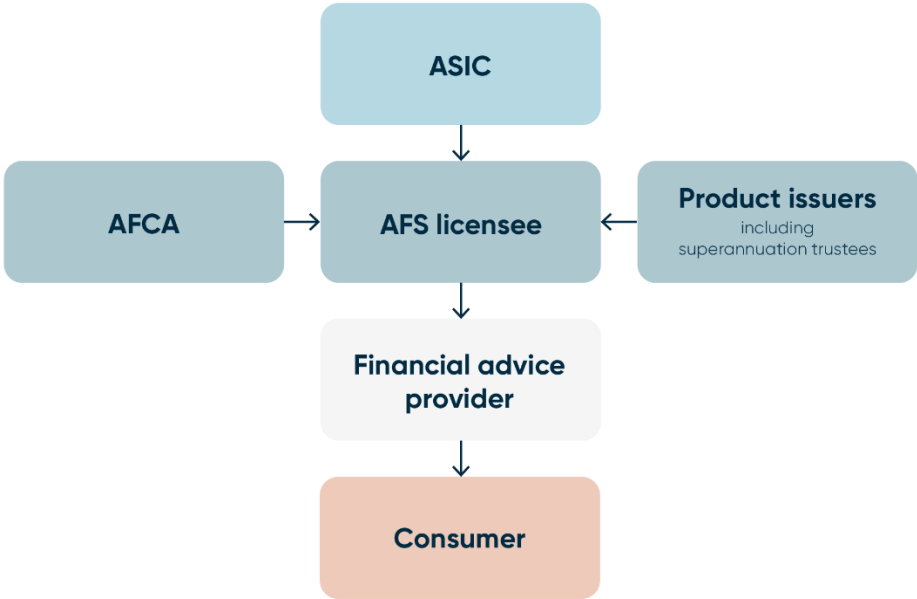 ASIC
AFCA
AFS licensee
Product issuers
including
superannuation trustees
Financial advice
provider
Consumer